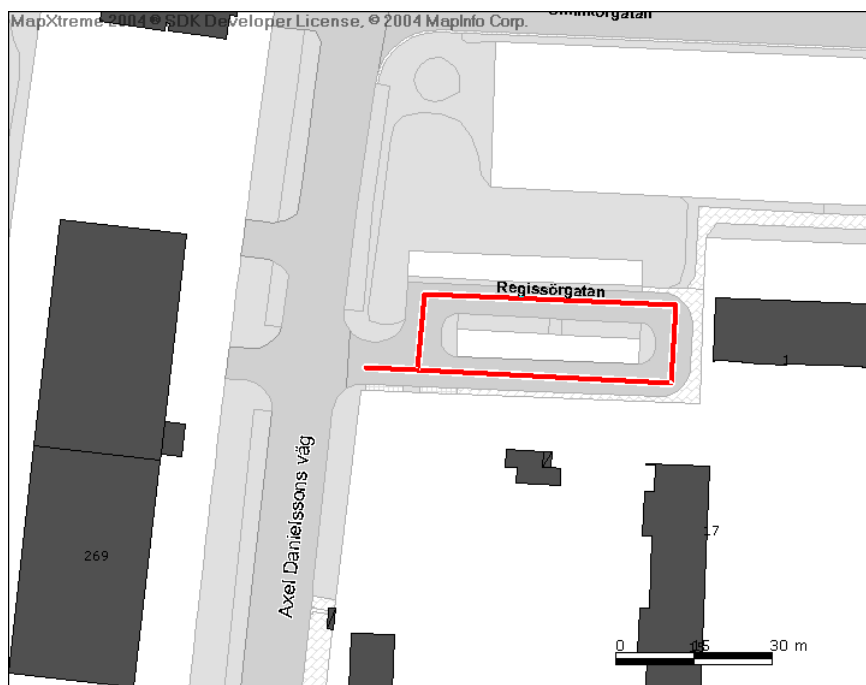 MapXtreme 2004 ® SDK Developer License, © 2004 MapInfo Corp.
Regissörgatan
1
Axel Danielssons väg
17
269
0 15 30 m